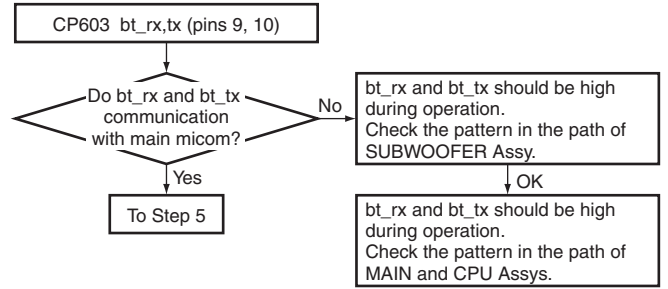 CP603 bt_rx,tx (pins 9, 10)
Do bt_rx and bt_tx
communication
with main micom?
No
bt_rx and bt_tx should be high
during operation.
Check the pattern in the path of
SUBWOOFER Assy.
Yes
OK
To Step 5
bt_rx and bt_tx should be high
during operation.
Check the pattern in the path of
MAIN and CPU Assys.